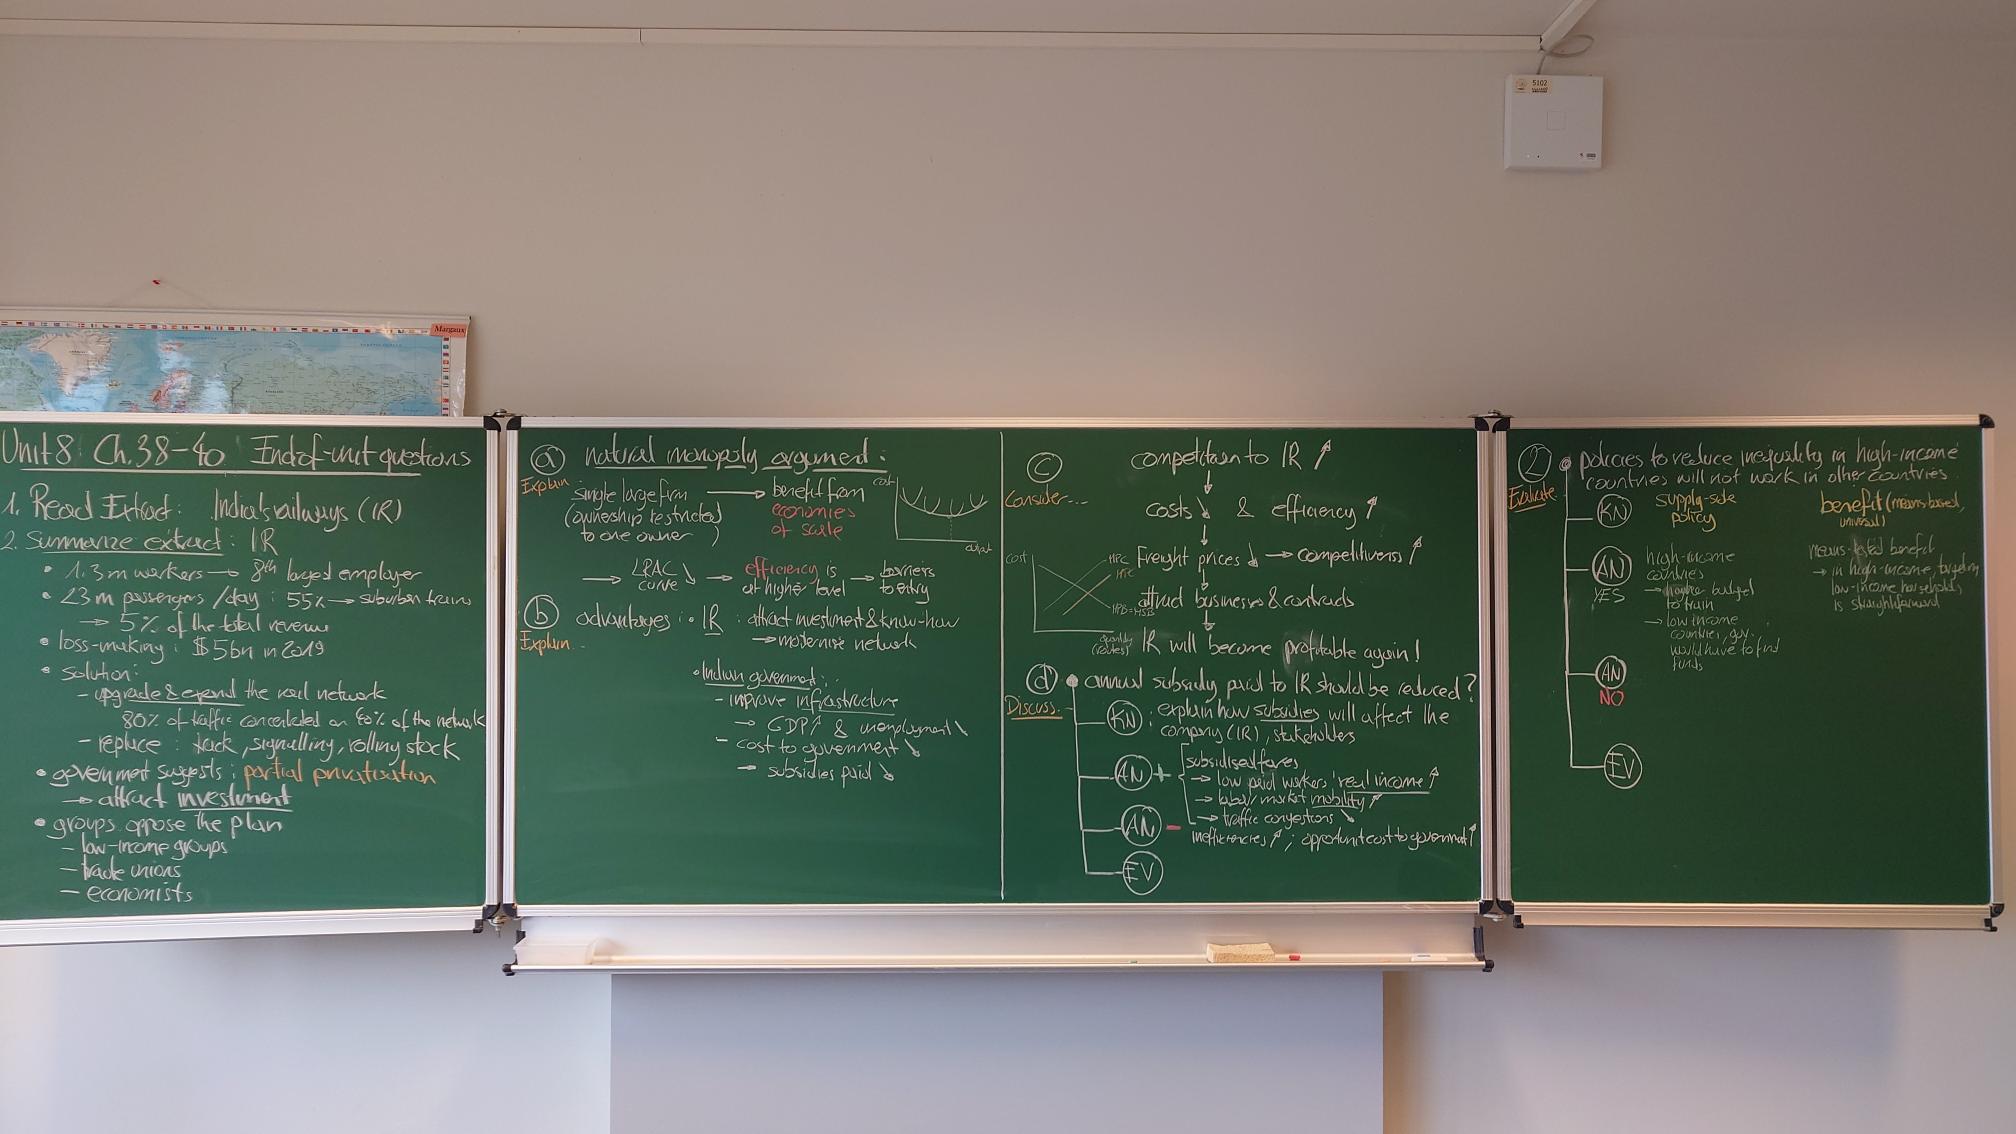 Margaux
5102
Unit 8 Ch. 38-40 End of-unit questions
1. Read Extract: India's railways (IR)
2. Summarize extract: IR
• 1.3m workers → 8th largest employer
• 23m passengers /day: 55% → suburban trains
→ 5% of the total revenue
• loss-making: $5bn in 2019
• solution:
- upgrade & expand the rail network
80% of traffic concentrated on 60% of the network
- replace: track, signalling, rolling stock
• government suggests: partial privatisation
→ attract investment
• groups oppose the plan
- low-income groups
- trade unions
- economists
a natural monopoly argument:
Explain
single large firm → benefit from
(ownership restricted economies
to one owner) of scale
cost
output
→ LRAC ↘ → efficiency is → barriers
curve at higher level to entry
b advantages: • IR: attract investment & know-how
Explain...
→ modernise network
• Indian government:
- improve infrastructure
→ GDP↑ & unemployment ↘
- cost to government ↘
→ subsidies paid ↘
c competition to IR ↗
Consider...
↓
costs ↘ & efficiency ↗
↓
Freight prices ↘ → competitiveness ↗
↓
attract businesses & contracts
↓
IR will become profitable again!
cost
MPC
MPB=MSB
quantity
(routes)
d • annual subsidy paid to IR should be reduced?
Discuss.
KN : explain how subsidies will affect the
company (IR), stakeholders
AN + subsidised fares
→ low paid workers' real income ↗
→ labour market mobility ↗
→ traffic congestions ↘
AN - inefficiencies ↗; opportunit cost to government ↗
EV
2 • policies to reduce inequality in high-income
countries will not work in other countries.
Evaluate
KN supply-side benefit (means-based,
policy universal)
AN
YES
high-income
countries
→ higher budget
to train
→ low income
countries, gov.
would have to find
funds
means-tested benefit
→ in high-income, targeting
low-income households
is straightforward
AN
NO
EV